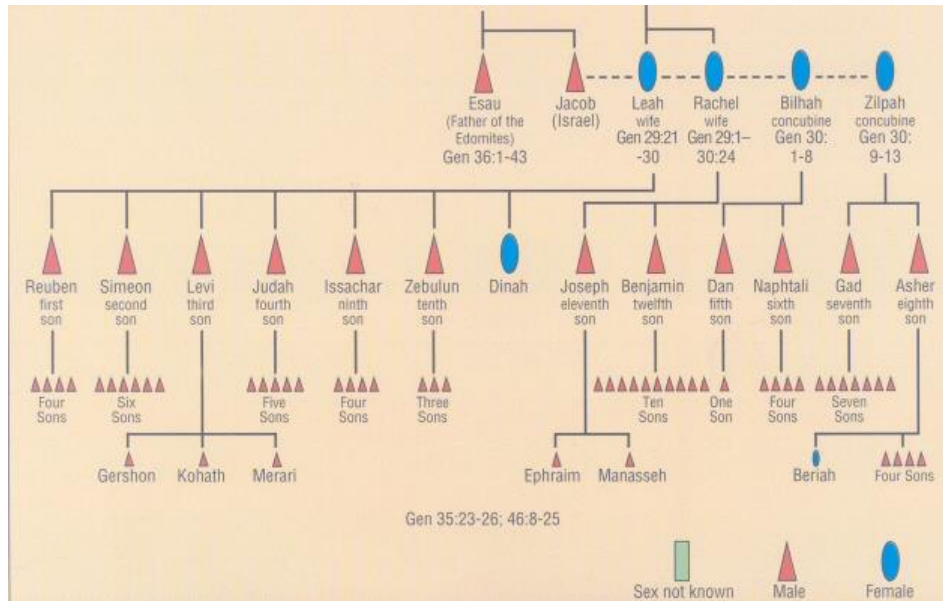 Esau
(Father of the
Edomites)
Gen 36:1-43
Jacob
(Israel)
Leah
wife
Gen 29:21
-30
Rachel
wife
Gen 29:1–
30:24
Bilhah
concubine
Gen 30:
1-8
Zilpah
concubine
Gen 30:
9-13
Reuben
first
son
Simeon
second
son
Levi
third
son
Judah
fourth
son
Issachar
ninth
son
Zebulun
tenth
son
Dinah
Joseph
eleventh
son
Benjamin
twelfth
son
Dan
fifth
son
Naphtali
sixth
son
Gad
seventh
son
Asher
eighth
son
Four
Sons
Six
Sons
Five
Sons
Four
Sons
Three
Sons
Ten
Sons
One
Son
Four
Sons
Seven
Sons
Gershon
Kohath
Merari
Ephraim
Manasseh
Beriah
Four Sons
Gen 35:23-26; 46:8-25
Sex not known
Male
Female